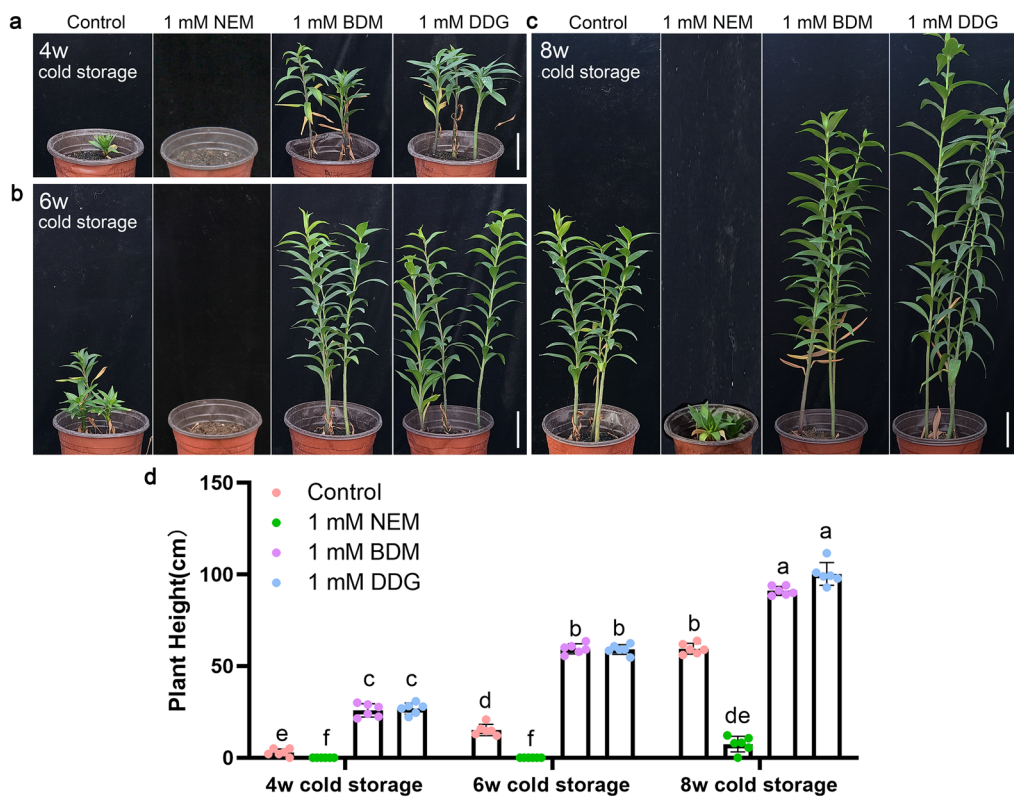 a
Control
1 mM NEM
1 mM BDM
1 mM DDG
4w
cold storage
b
6w
cold storage
c
Control
1 mM NEM
1 mM BDM
1 mM DDG
8w
cold storage
d
Plant Height(cm)
150
100
50
0
Control
1 mM NEM
1 mM BDM
1 mM DDG
e
f
c
c
d
f
b
b
b
de
a
a
4w cold storage
6w cold storage
8w cold storage